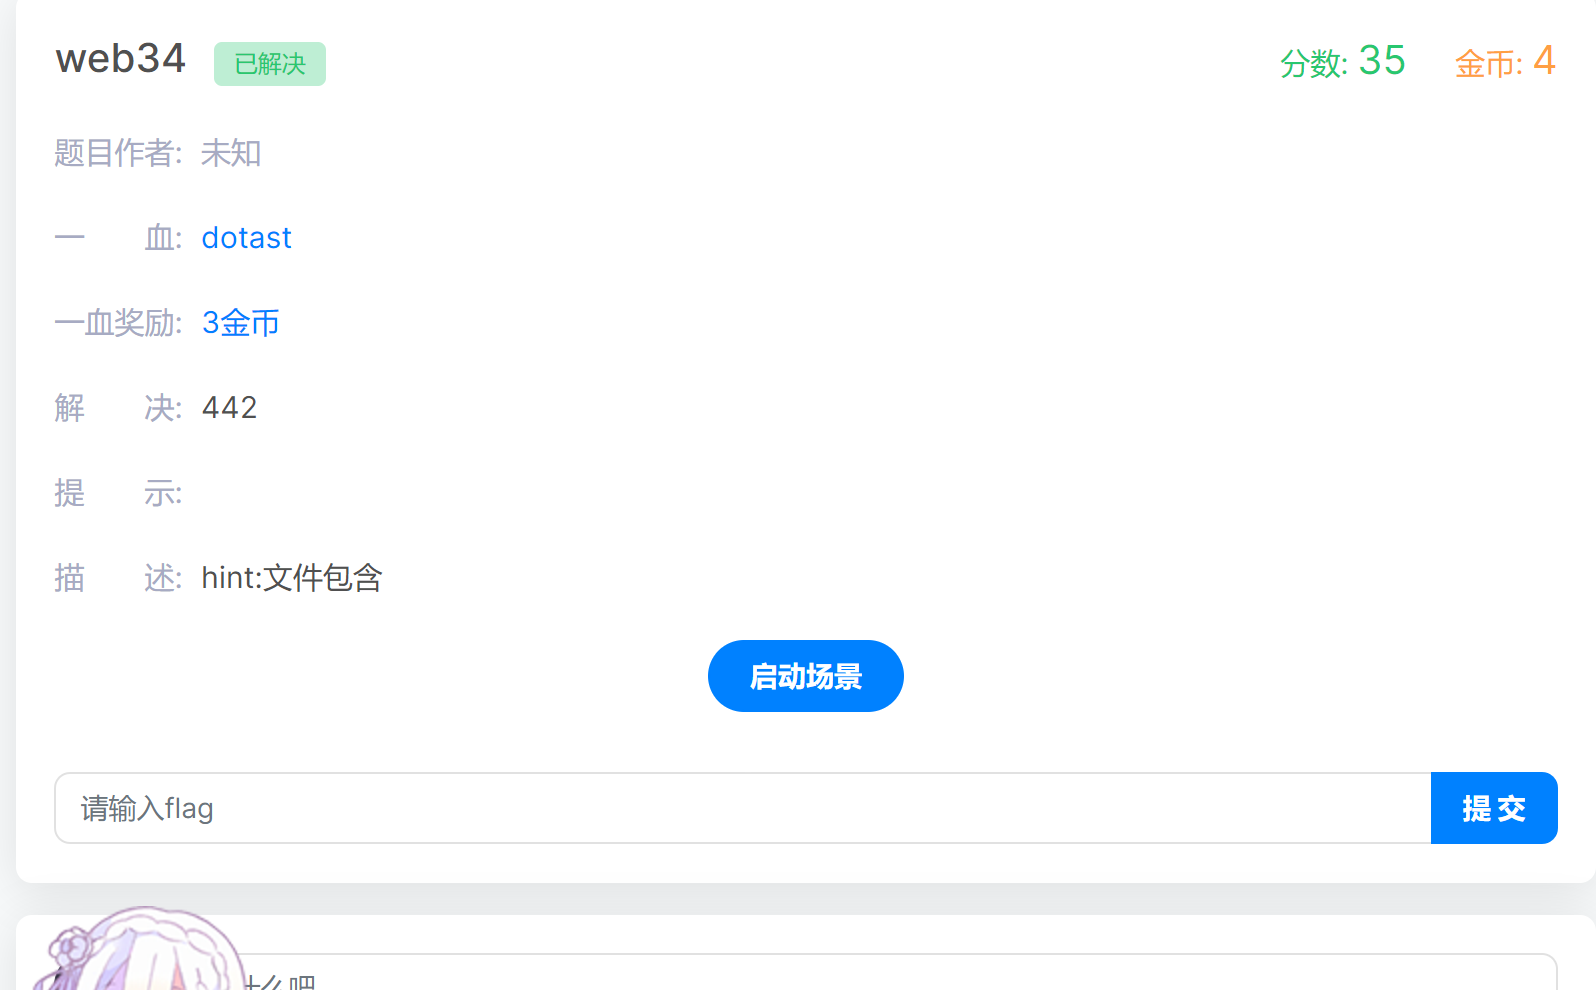 web34 已解决 分数: 35 金币: 4
题目作者: 未知
一 血: dotast
一血奖励: 3金币
解 决: 442
提 示:
描 述: hint:文件包含
启动场景
请输入flag 提 交
么吧